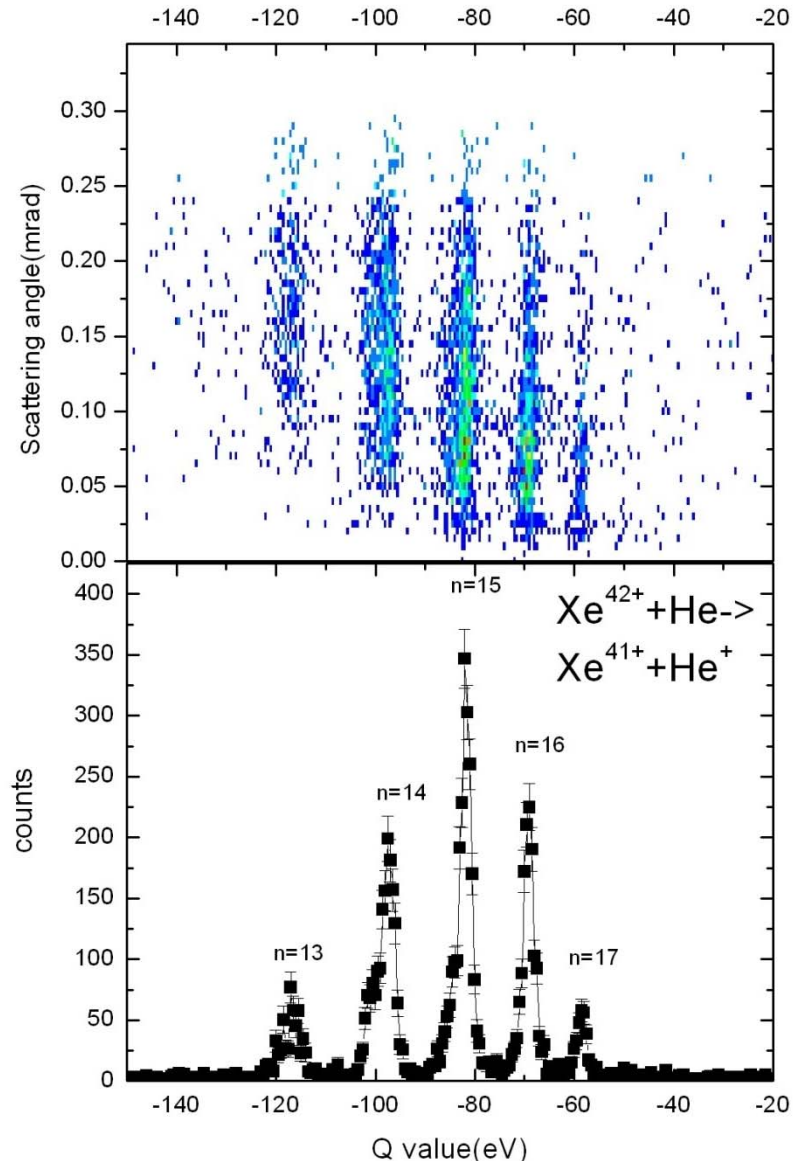 -140 -120 -100 -80 -60 -40 -20
Scattering angle(mrad)
0.30
0.25
0.20
0.15
0.10
0.05
0.00
n=15
Xe42++He->
Xe41++He+
n=16
n=14
n=13
n=17
counts
400
350
300
250
200
150
100
50
0
-140 -120 -100 -80 -60 -40 -20
Q value(eV)